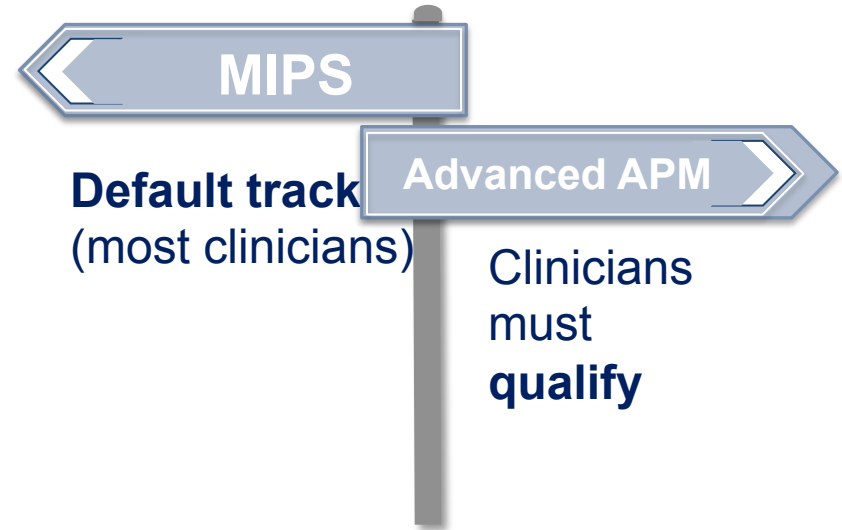 MIPS
Default track
(most clinicians)
Advanced APM
Clinicians
must
qualify